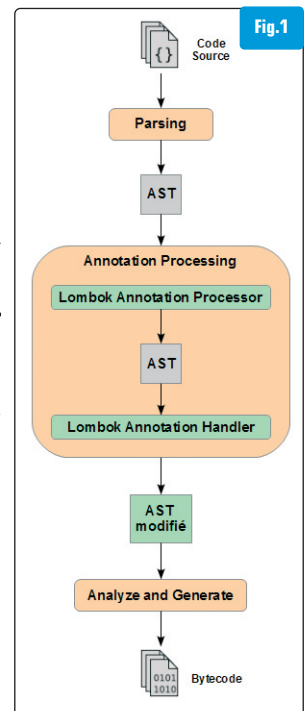 Fig.1
{}
Code
Source
Parsing
AST
Annotation Processing
Lombok Annotation Processor
AST
Lombok Annotation Handler
AST
modifié
Analyze and Generate
0101
1010
Bytecode